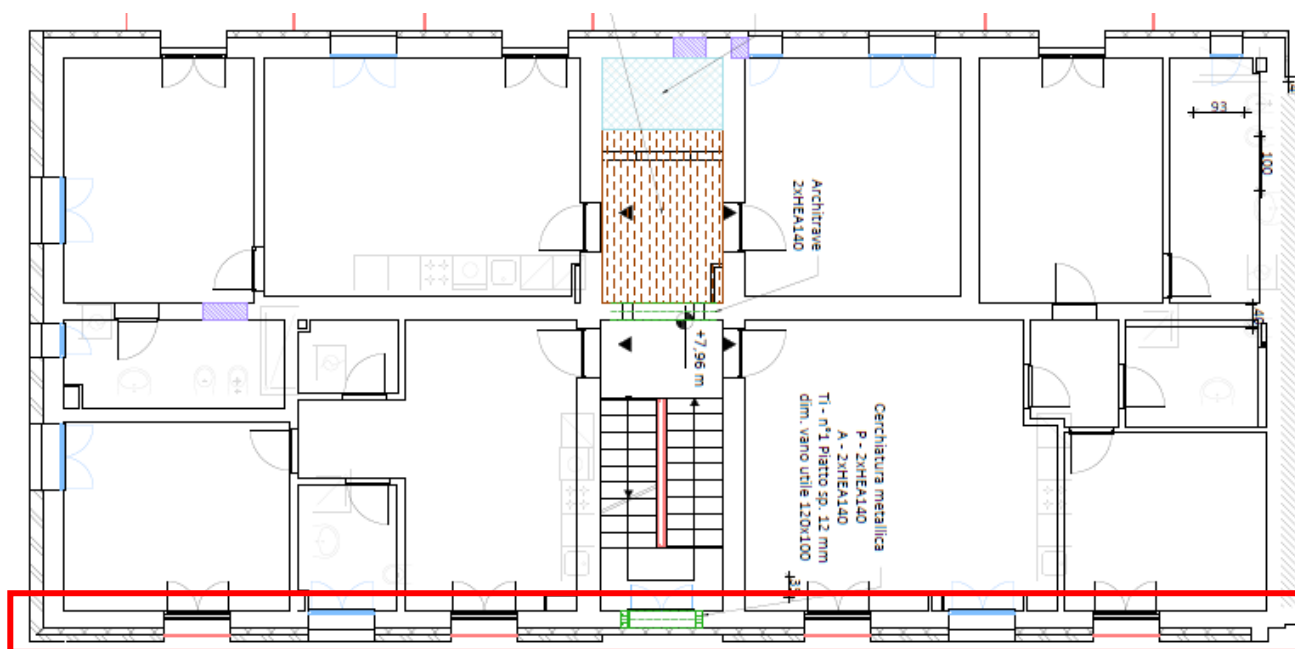 93
100
Architrave
2xHEA140
+7,96 m
Cerchiatura metallica
P - 2xHEA140
A - 2xHEA140
Ti - n°1 Piatto sp. 12 mm
dim. vano utile 120x100